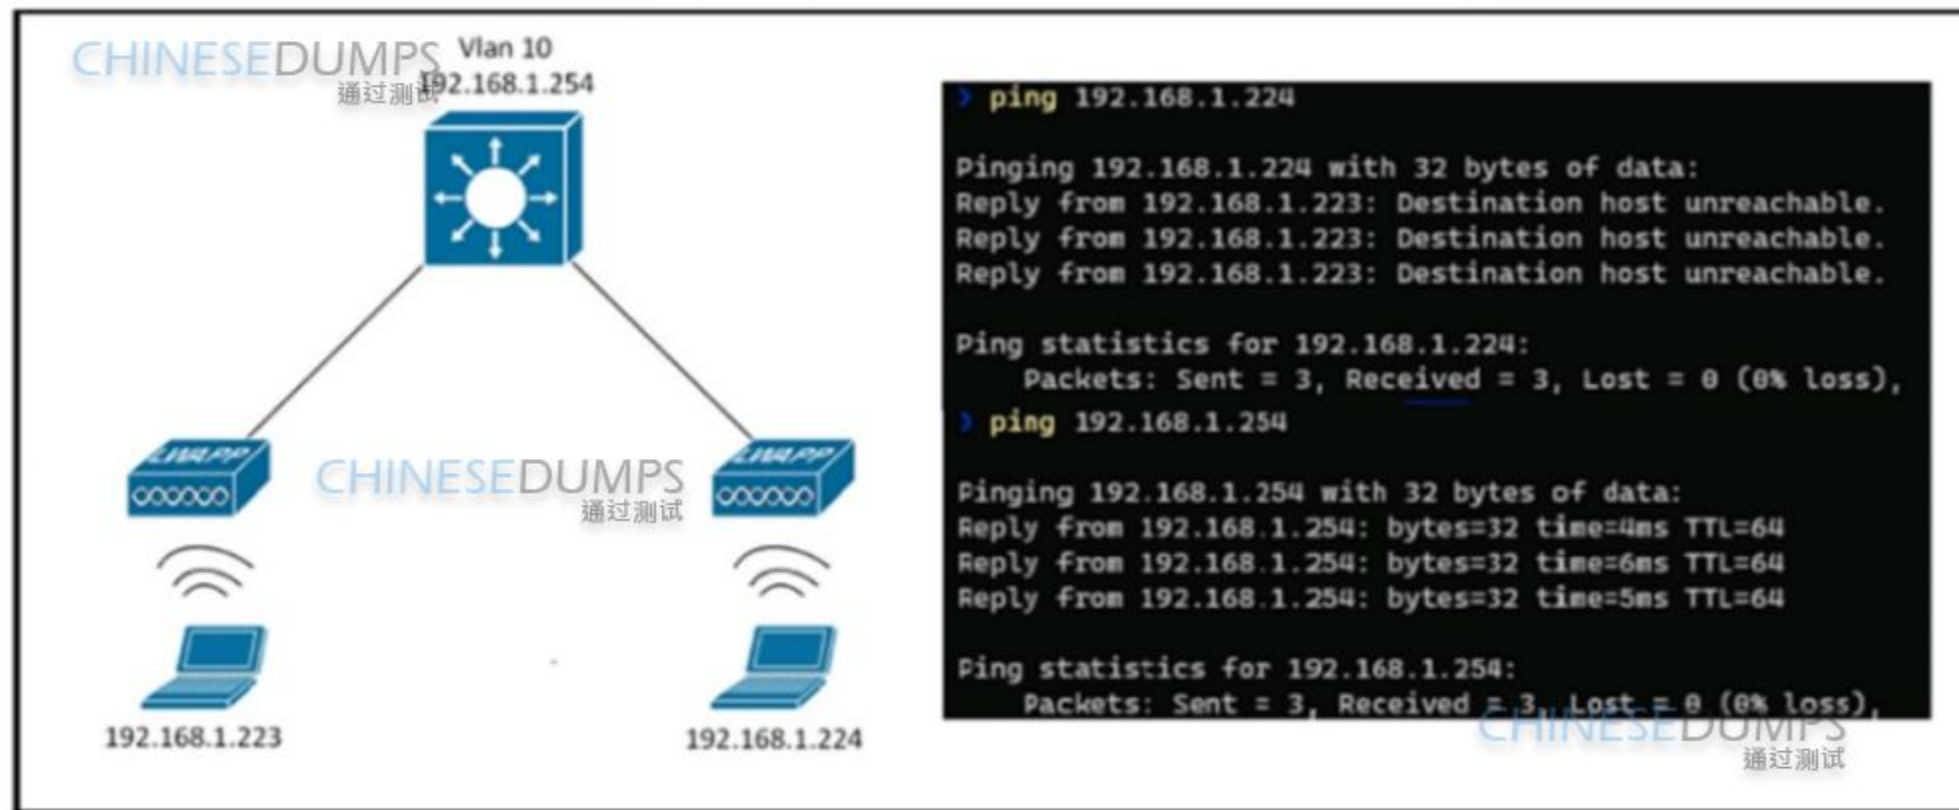 CHINESEDUMPS
通过测试
Vlan 10
192.168.1.254
> ping 192.168.1.224
Pinging 192.168.1.224 with 32 bytes of data:
Reply from 192.168.1.223: Destination host unreachable.
Reply from 192.168.1.223: Destination host unreachable.
Reply from 192.168.1.223: Destination host unreachable.
Ping statistics for 192.168.1.224:
Packets: Sent = 3, Received = 3, Lost = 0 (0% loss),
> ping 192.168.1.254
Pinging 192.168.1.254 with 32 bytes of data:
Reply from 192.168.1.254: bytes=32 time=4ms TTL=64
Reply from 192.168.1.254: bytes=32 time=6ms TTL=64
Reply from 192.168.1.254: bytes=32 time=5ms TTL=64
Ping statistics for 192.168.1.254:
Packets: Sent = 3, Received = 3, Lost = 0 (0% loss),
LWAPP
CHINESEDUMPS
通过测试
LWAPP
192.168.1.223
192.168.1.224
CHINESEDUMPS
通过测试